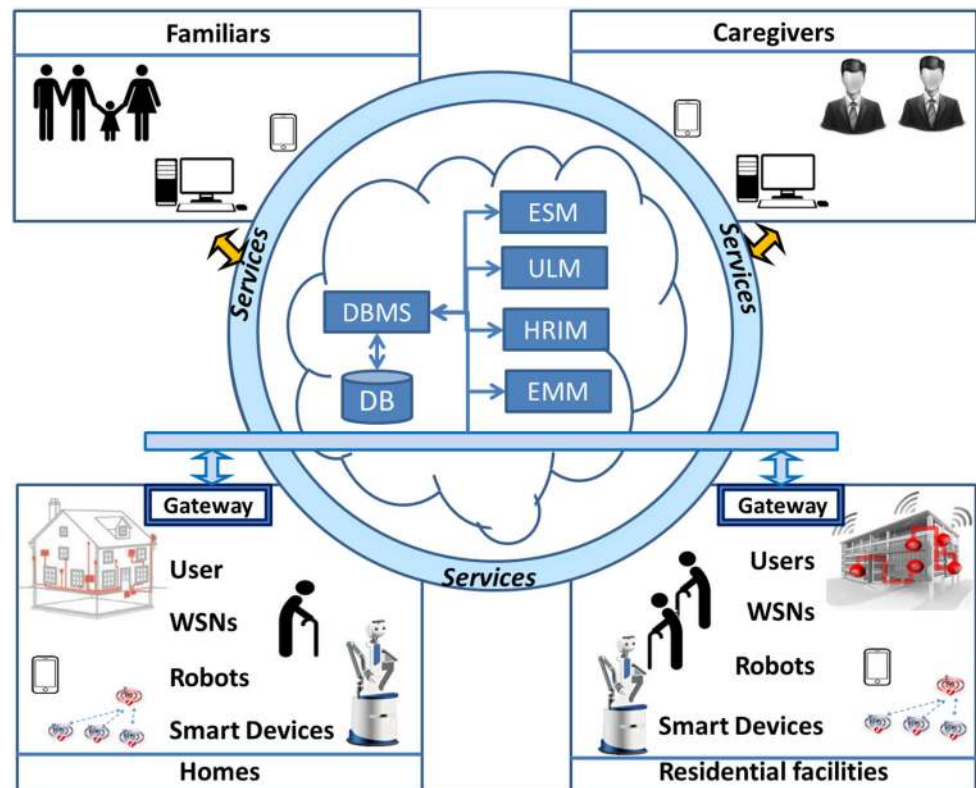 Familiars
Caregivers
Services
Services
ESM
ULM
DBMS
HRIM
DB
EMM
Gateway
User
WSNs
Robots
Smart Devices
Homes
Services
Gateway
Users
WSNs
Robots
Smart Devices
Residential facilities